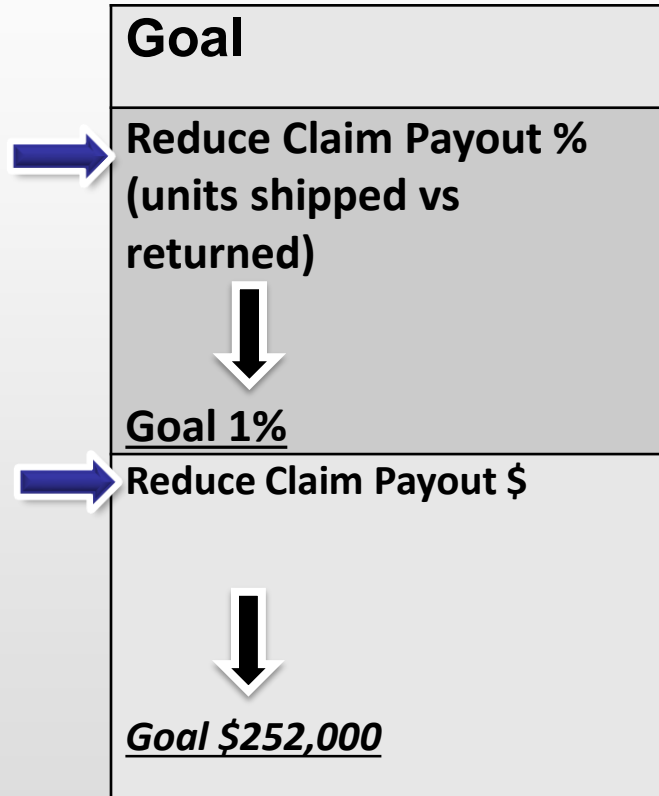 Goal
Reduce Claim Payout %
(units shipped vs
returned)
Goal 1%
Reduce Claim Payout $
Goal $252,000